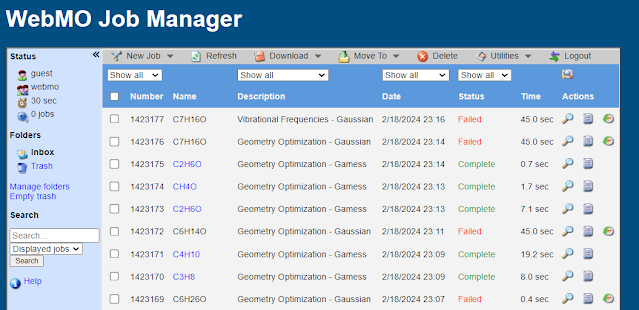 WebMO Job Manager
Status «
guest
webmo
30 sec
0 jobs
Folders
Inbox
Trash
Manage folders
Empty trash
Search
Search...
Displayed jobs
Search
Help
New Job Refresh Download Move To Delete Utilities Logout
Show all Show all Show all Show all
Number Name Description Date Status Time Actions
1423177 C7H16O Vibrational Frequencies - Gaussian 2/18/2024 23:16 Failed 45.0 sec
1423176 C7H16O Geometry Optimization - Gaussian 2/18/2024 23:14 Failed 45.0 sec
1423175 C2H6O Geometry Optimization - Gamess 2/18/2024 23:14 Complete 0.7 sec
1423174 CH4O Geometry Optimization - Gamess 2/18/2024 23:13 Complete 1.7 sec
1423173 C2H6O Geometry Optimization - Gamess 2/18/2024 23:13 Complete 7.1 sec
1423172 C6H14O Geometry Optimization - Gaussian 2/18/2024 23:11 Failed 45.0 sec
1423171 C4H10 Geometry Optimization - Gamess 2/18/2024 23:09 Complete 19.2 sec
1423170 C3H8 Geometry Optimization - Gamess 2/18/2024 23:09 Complete 8.0 sec
1423169 C6H26O Geometry Optimization - Gaussian 2/18/2024 23:07 Failed 0.4 sec